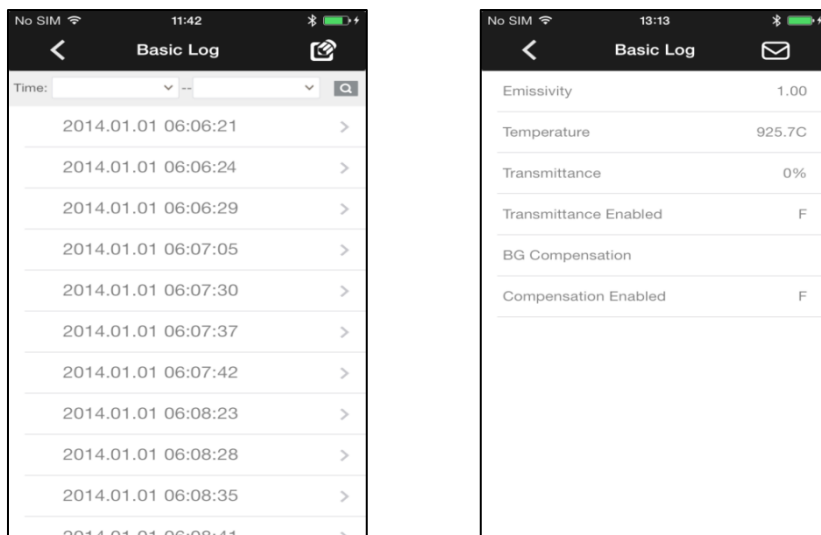 No SIM 11:42
Basic Log
Time: --
2014.01.01 06:06:21
2014.01.01 06:06:24
2014.01.01 06:06:29
2014.01.01 06:07:05
2014.01.01 06:07:30
2014.01.01 06:07:37
2014.01.01 06:07:42
2014.01.01 06:08:23
2014.01.01 06:08:28
2014.01.01 06:08:35
No SIM 13:13
Basic Log
Emissivity 1.00
Temperature 925.7C
Transmittance 0%
Transmittance Enabled F
BG Compensation
Compensation Enabled F